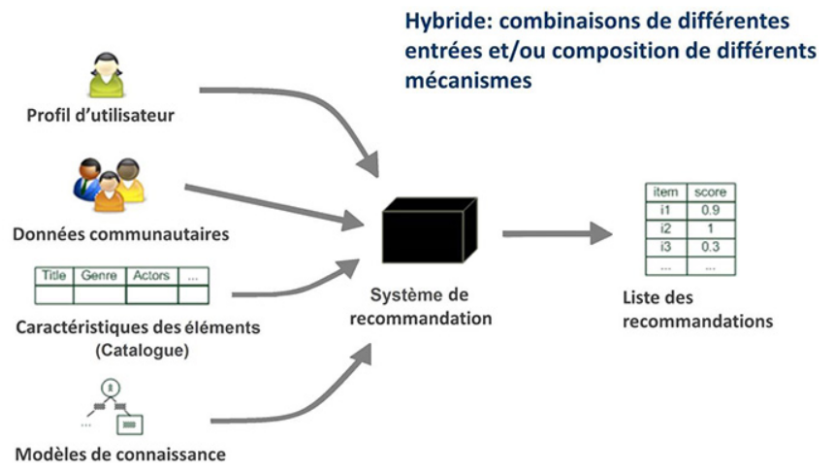 Hybride: combinaisons de différentes
entrées et/ou composition de différents
mécanismes
Profil d'utilisateur
Données communautaires
Title Genre Actors ...
Caractéristiques des éléments
(Catalogue)
...
Modèles de connaissance
Système de
recommandation
item score
i1 0.9
i2 1
i3 0.3
... ...
Liste des
recommandations